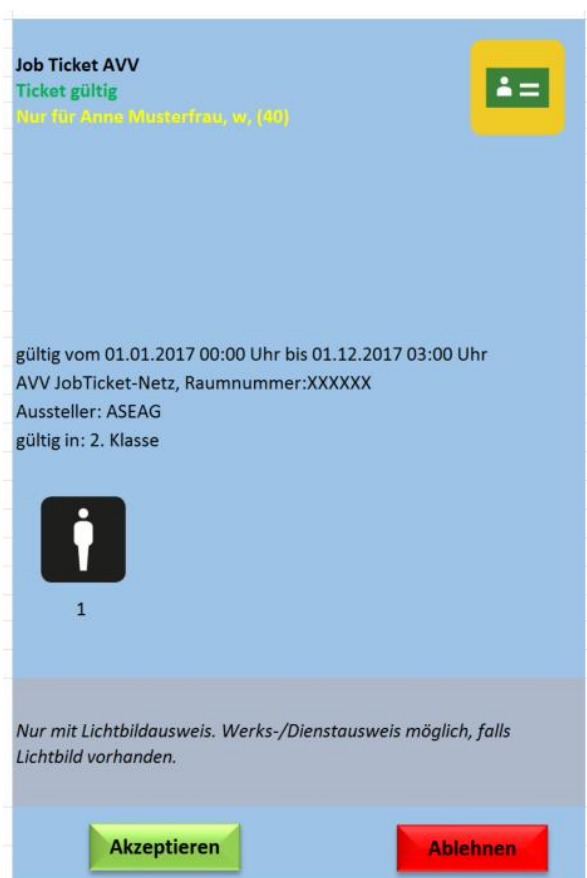 Job Ticket AVV
Ticket gültig
Nur für Anne Musterfrau, w, (40)
gültig vom 01.01.2017 00:00 Uhr bis 01.12.2017 03:00 Uhr
AVV JobTicket-Netz, Raumnummer:XXXXXX
Aussteller: ASEAG
gültig in: 2. Klasse
1
Nur mit Lichtbildausweis. Werks-/Dienstausweis möglich, falls
Lichtbild vorhanden.
Akzeptieren
Ablehnen